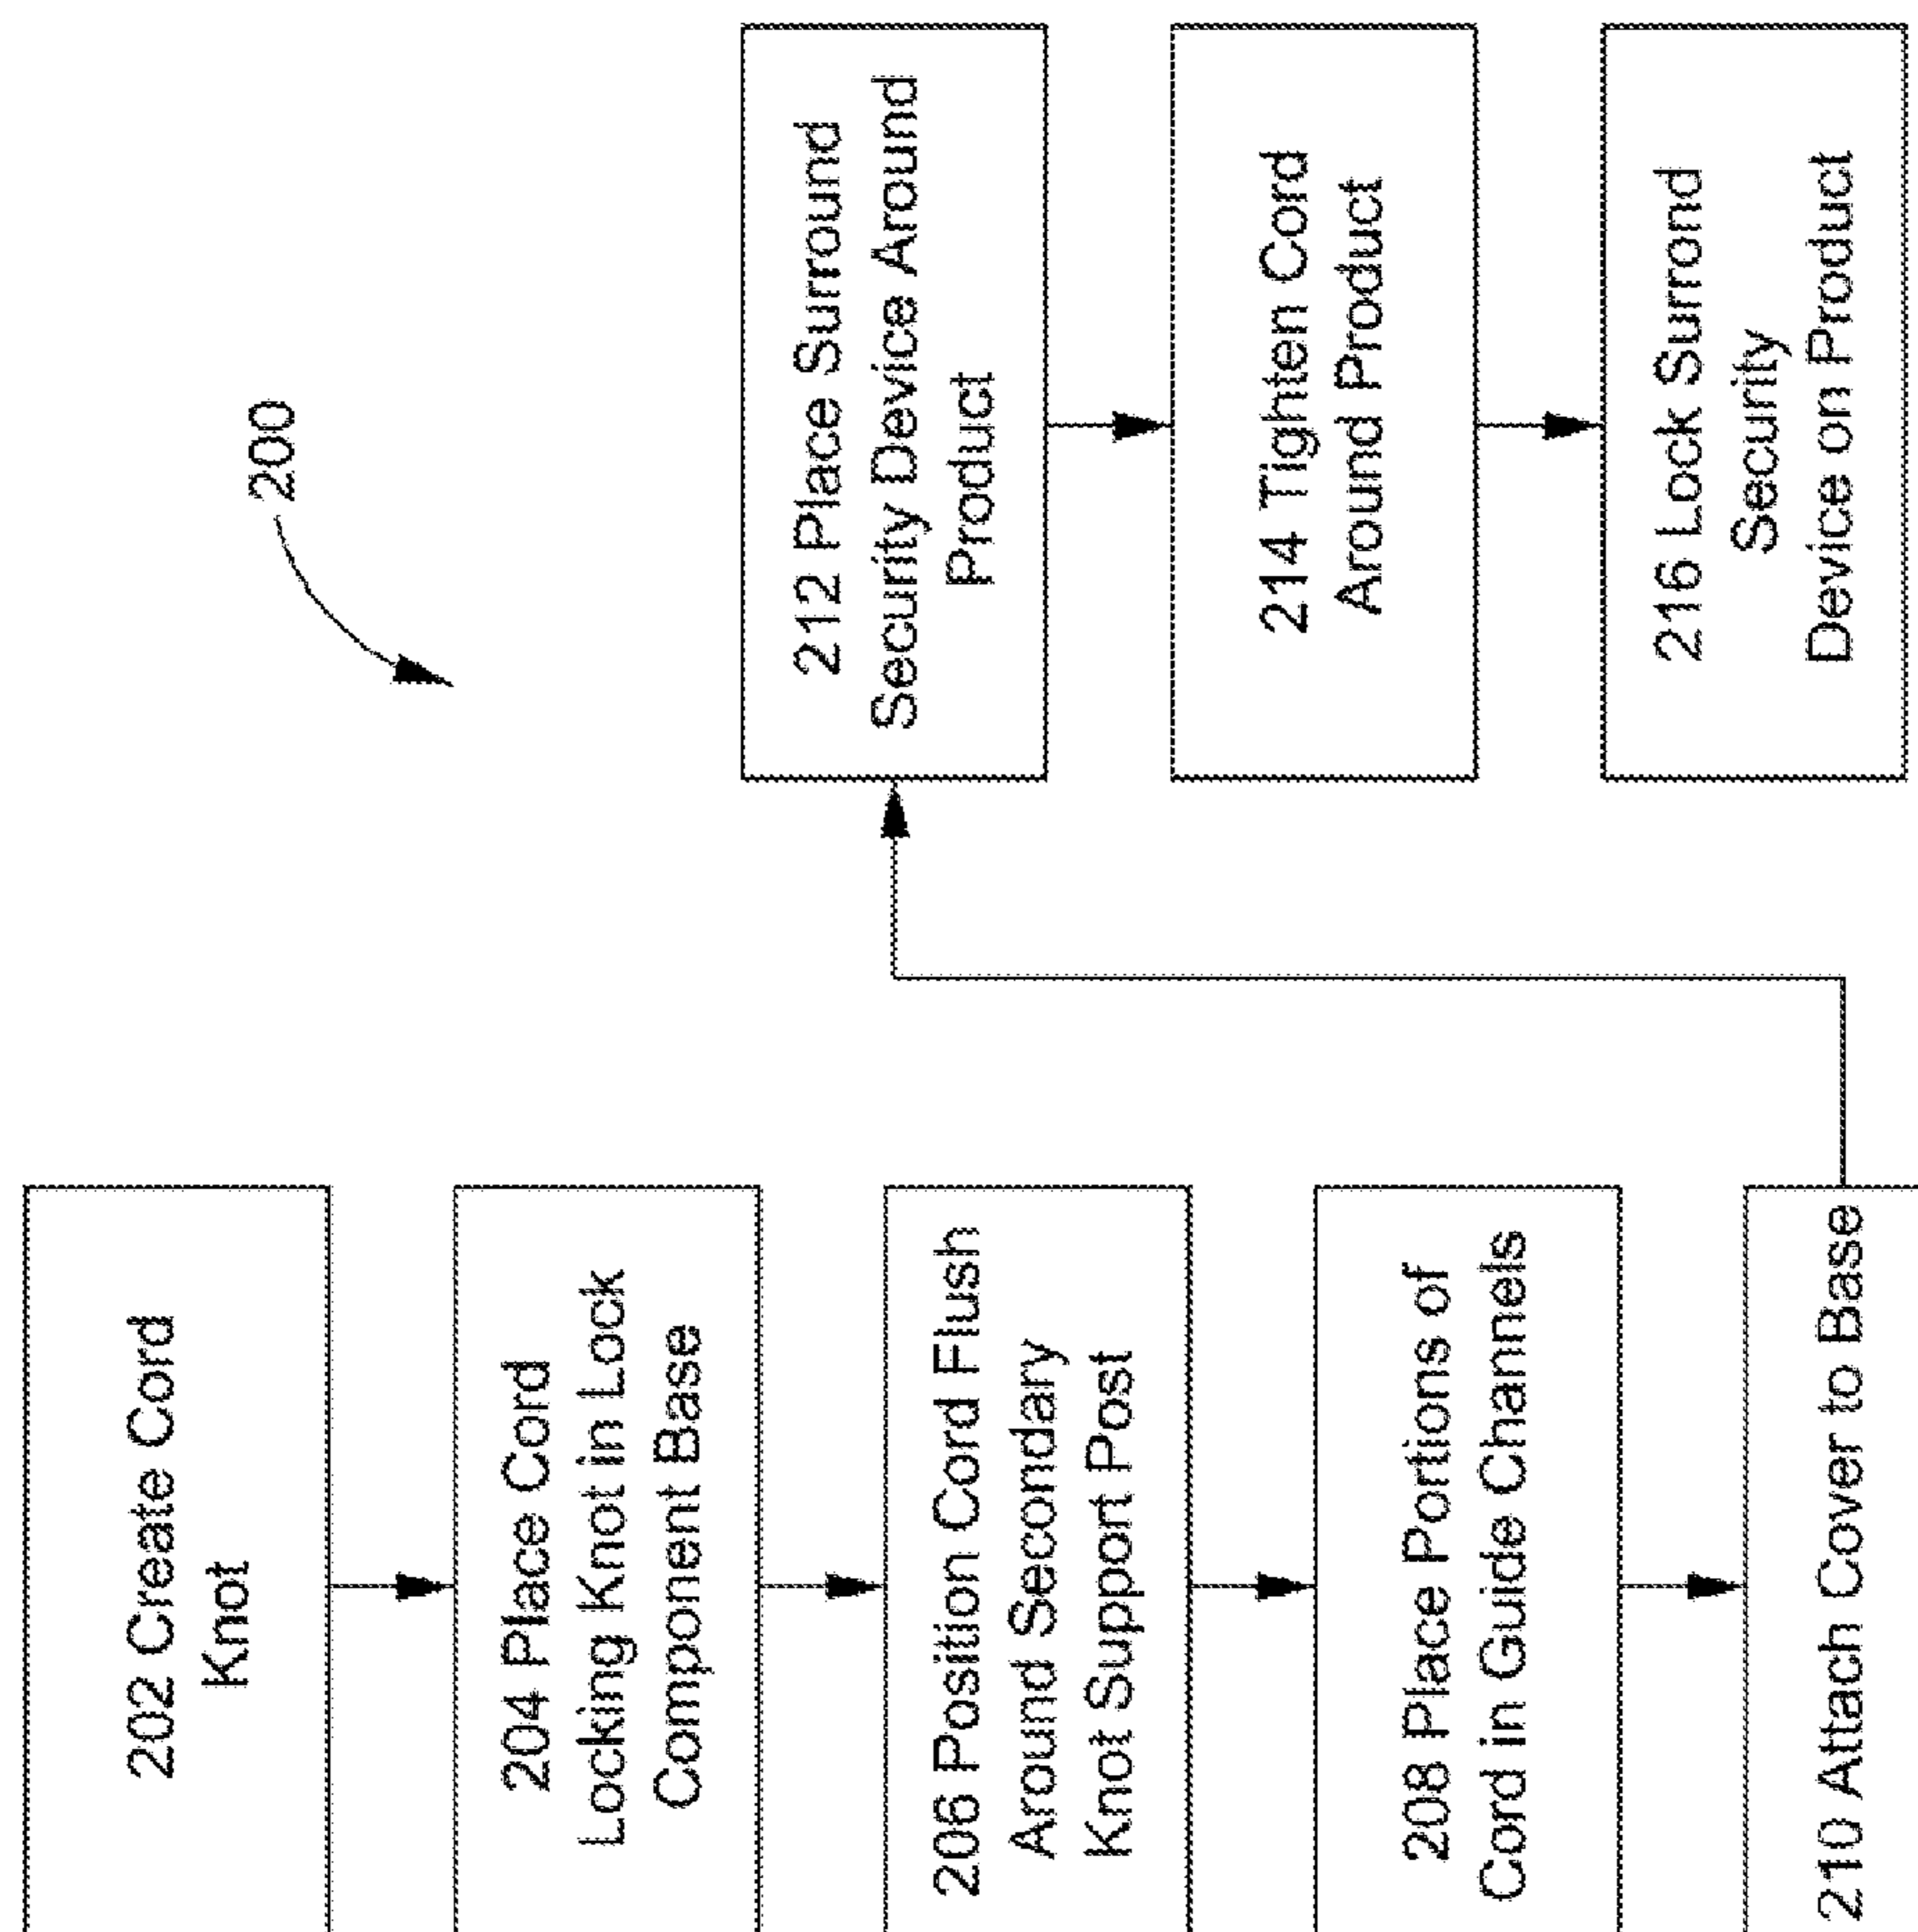 200
202 Create Cord
Knot
204 Place Cord
Locking Knot in Lock
Component Base
206 Position Cord Flush
Around Secondary
Knot Support Post
208 Place Portions of
Cord in Guide Channels
210 Attach Cover to Base
212 Place Surround
Security Device Around
Product
214 Tighten Cord
Around Product
216 Lock Surrond
Security
Device on Product